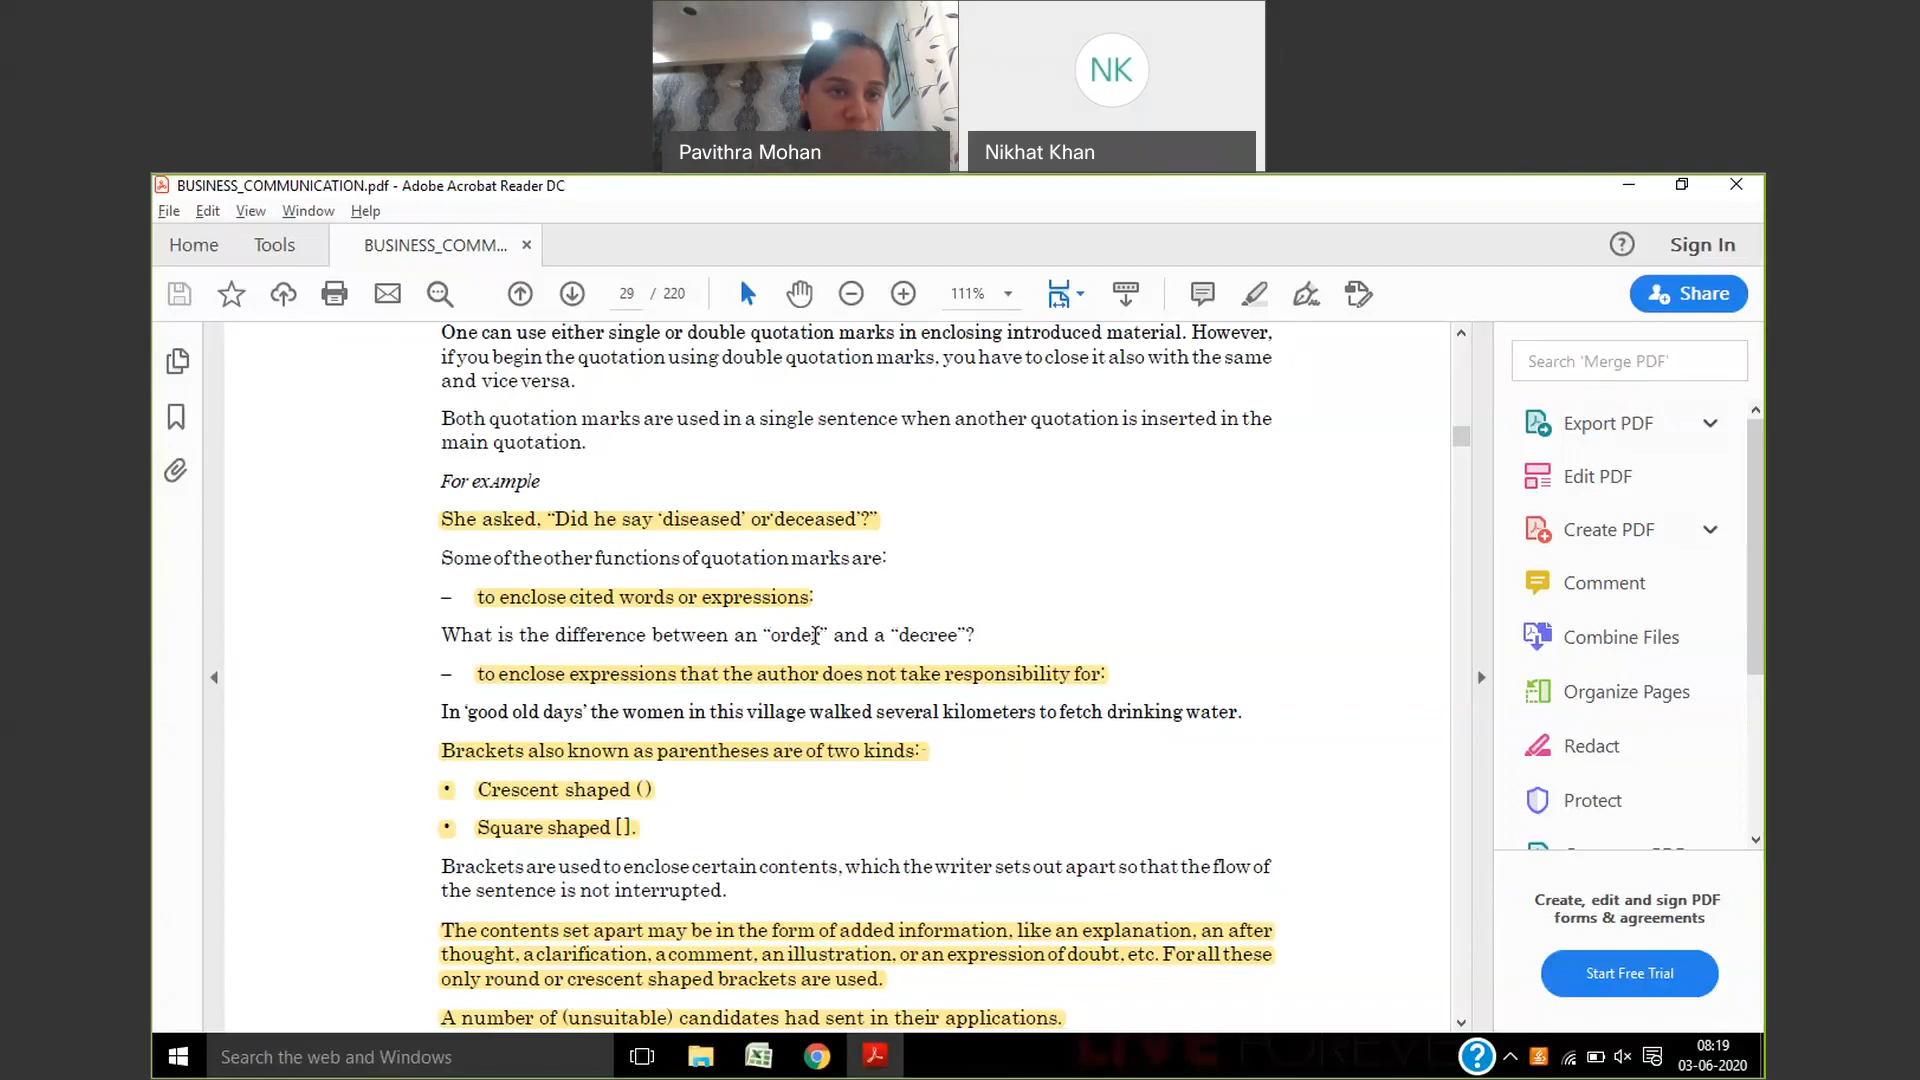 NK
Pavithra Mohan
Nikhat Khan
BUSINESS_COMMUNICATION.pdf - Adobe Acrobat Reader DC
File Edit View Window Help
Home Tools BUSINESS_COMM... × Sign In
29 / 220 111% Share
One can use either single or double quotation marks in enclosing introduced material. However,
if you begin the quotation using double quotation marks, you have to close it also with the same
and vice versa.
Both quotation marks are used in a single sentence when another quotation is inserted in the
main quotation.
For exAmple
She asked, “Did he say ‘diseased’ or‘deceased’?”
Some of the other functions of quotation marks are:
– to enclose cited words or expressions:
What is the difference between an “order” and a “decree”?
– to enclose expressions that the author does not take responsibility for:
In ‘good old days’ the women in this village walked several kilometers to fetch drinking water.
Brackets also known as parentheses are of two kinds:-
• Crescent shaped ()
• Square shaped [].
Brackets are used to enclose certain contents, which the writer sets out apart so that the flow of
the sentence is not interrupted.
The contents set apart may be in the form of added information, like an explanation, an after
thought, a clarification, a comment, an illustration, or an expression of doubt, etc. For all these
only round or crescent shaped brackets are used.
A number of (unsuitable) candidates had sent in their applications.
Search 'Merge PDF'
Export PDF
Edit PDF
Create PDF
Comment
Combine Files
Organize Pages
Redact
Protect
Create, edit and sign PDF
forms & agreements
Start Free Trial
Search the web and Windows
08:19
03-06-2020